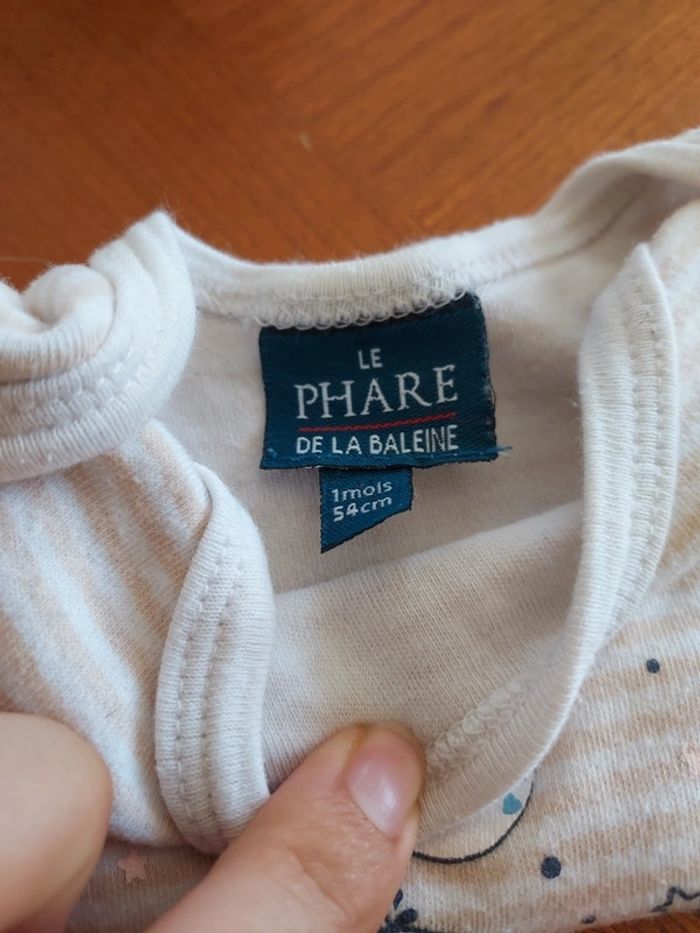 LE
PHARE
DE LA BALEINE
1mois
54cm